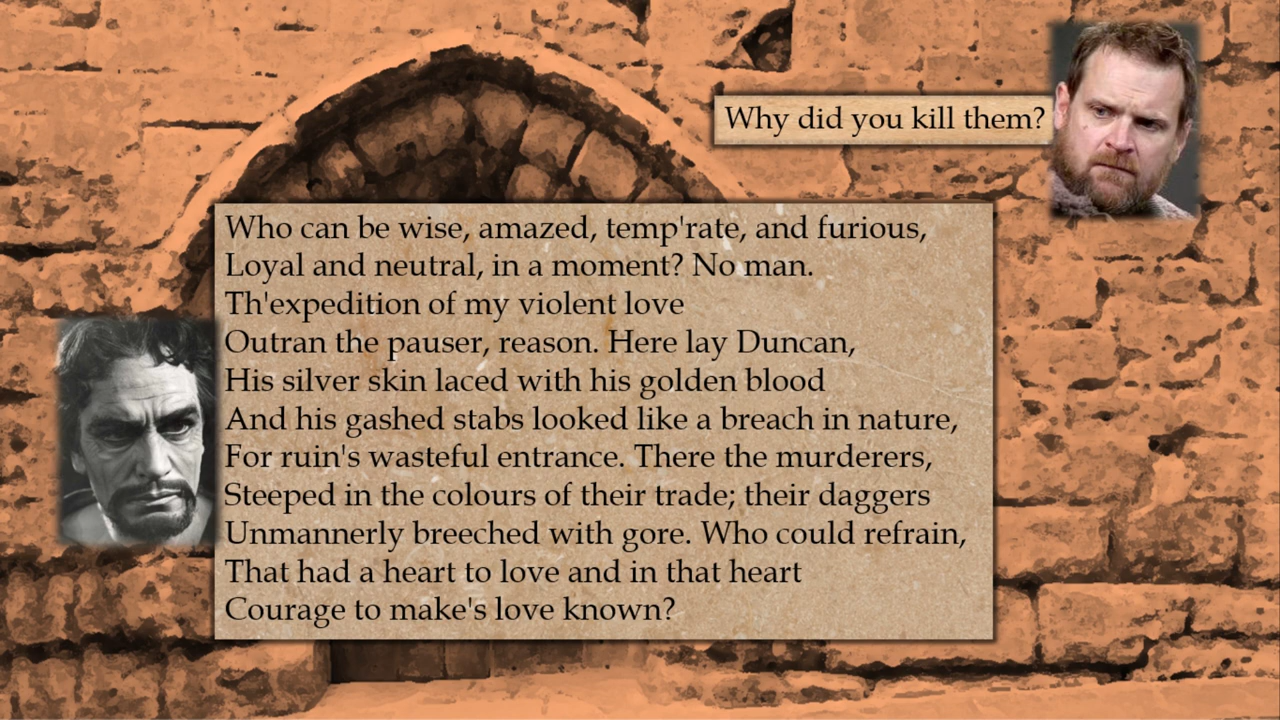 Why did you kill them?
Who can be wise, amazed, temp'rate, and furious,
Loyal and neutral, in a moment? No man.
Th'expedition of my violent love
Outran the pauser, reason. Here lay Duncan,
His silver skin laced with his golden blood
And his gashed stabs looked like a breach in nature,
For ruin's wasteful entrance. There the murderers,
Steeped in the colours of their trade; their daggers
Unmannerly breeched with gore. Who could refrain,
That had a heart to love and in that heart
Courage to make's love known?